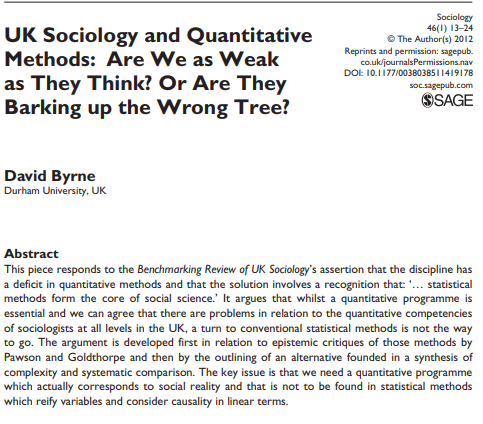 UK Sociology and Quantitative
Methods: Are We as Weak
as They Think? Or Are They
Barking up the Wrong Tree?
Sociology
46(1) 13–24
© The Author(s) 2012
Reprints and permission: sagepub.
co.uk/journalsPermissions.nav
DOI: 10.1177/0038038511419178
soc.sagepub.com
SAGE
David Byrne
Durham University, UK
Abstract
This piece responds to the Benchmarking Review of UK Sociology's assertion that the discipline has
a deficit in quantitative methods and that the solution involves a recognition that: '… statistical
methods form the core of social science.' It argues that whilst a quantitative programme is
essential and we can agree that there are problems in relation to the quantitative competencies
of sociologists at all levels in the UK, a turn to conventional statistical methods is not the way
to go. The argument is developed first in relation to epistemic critiques of those methods by
Pawson and Goldthorpe and then by the outlining of an alternative founded in a synthesis of
complexity and systematic comparison. The key issue is that we need a quantitative programme
which actually corresponds to social reality and that is not to be found in statistical methods
which reify variables and consider causality in linear terms.